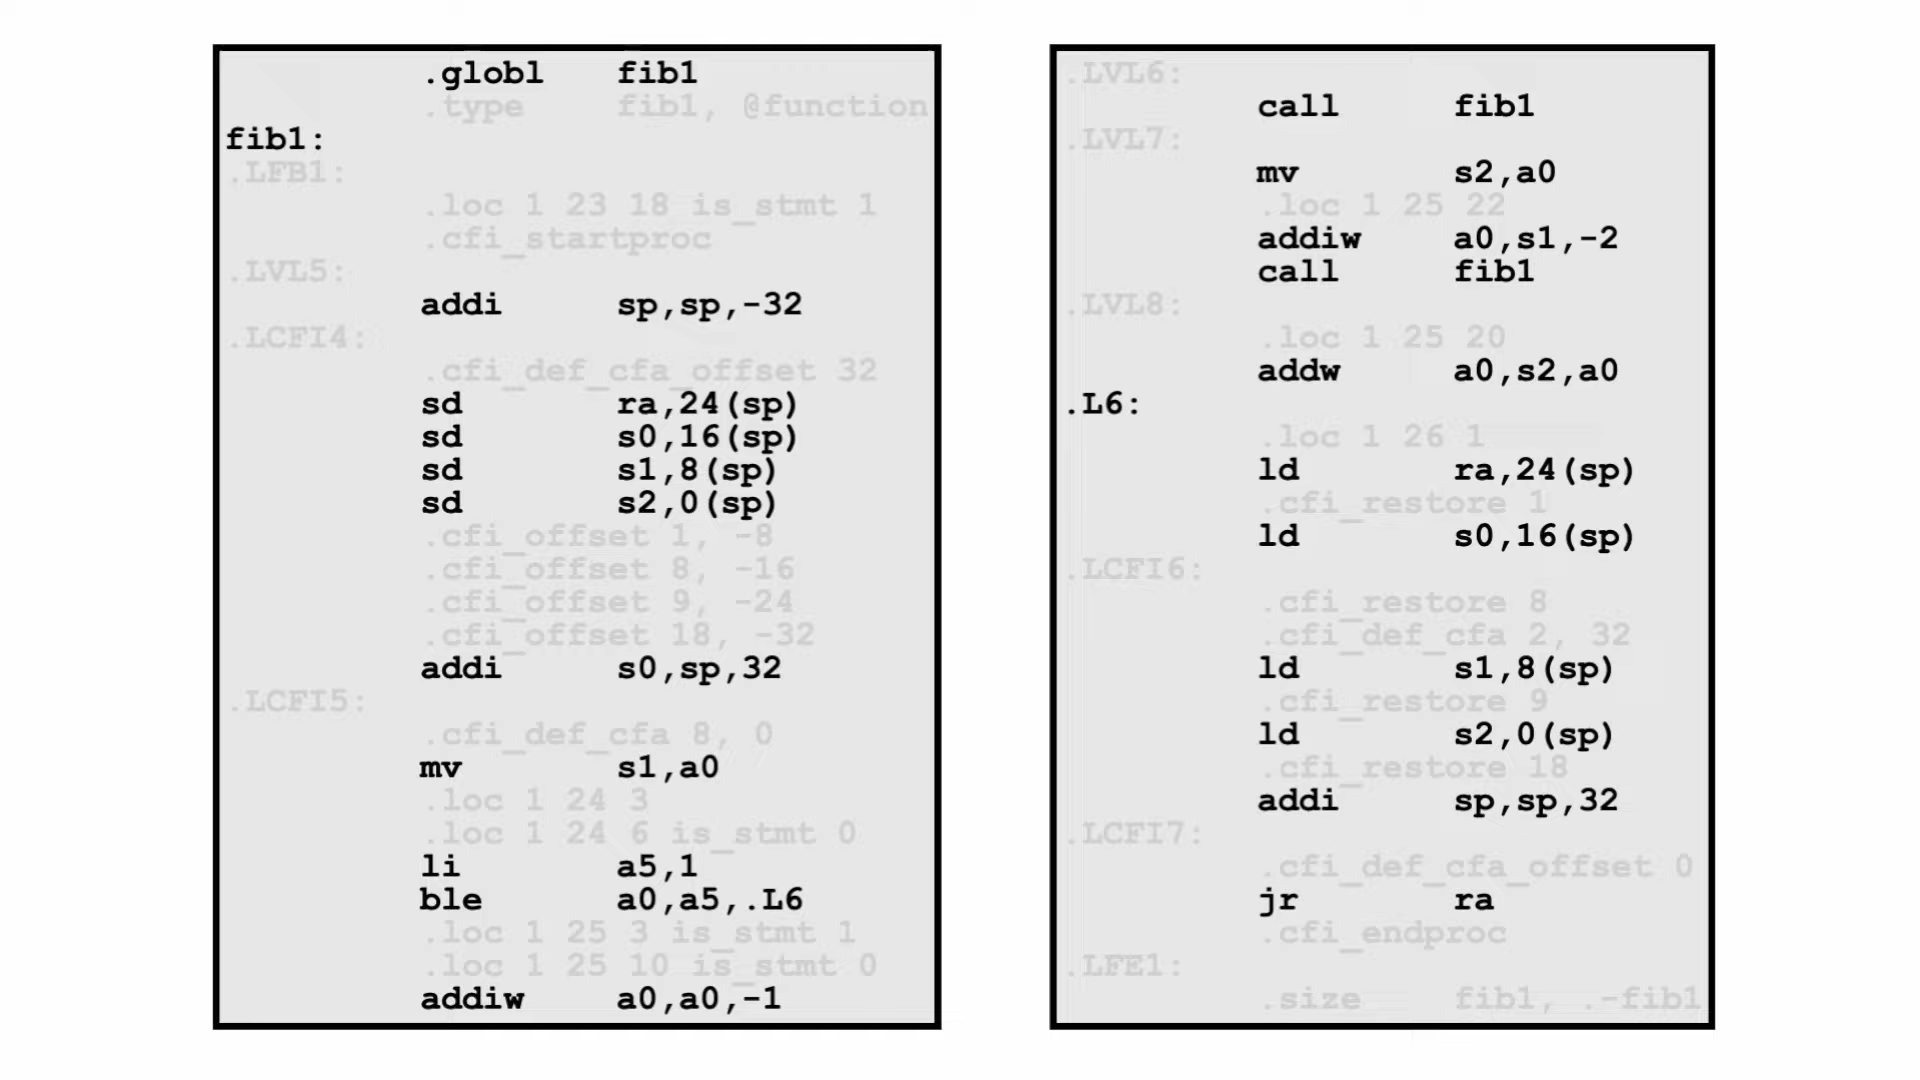 .globl fib1
.type fib1, @function
fib1:
.LFB1:
.loc 1 23 18 is_stmt 1
.cfi_startproc
.LVL5:
addi sp,sp,-32
.LCFI4:
.cfi_def_cfa_offset 32
sd ra,24(sp)
sd s0,16(sp)
sd s1,8(sp)
sd s2,0(sp)
.cfi_offset 1, -8
.cfi_offset 8, -16
.cfi_offset 9, -24
.cfi_offset 18, -32
addi s0,sp,32
.LCFI5:
.cfi_def_cfa 8, 0
mv s1,a0
.loc 1 24 3
.loc 1 24 6 is_stmt 0
li a5,1
ble a0,a5,.L6
.loc 1 25 3 is_stmt 1
.loc 1 25 10 is_stmt 0
addiw a0,a0,-1
.LVL6:
call fib1
.LVL7:
mv s2,a0
.loc 1 25 22
addiw a0,s1,-2
call fib1
.LVL8:
.loc 1 25 20
addw a0,s2,a0
.L6:
.loc 1 26 1
ld ra,24(sp)
.cfi_restore 1
ld s0,16(sp)
.LCFI6:
.cfi_restore 8
.cfi_def_cfa 2, 32
ld s1,8(sp)
.cfi_restore 9
ld s2,0(sp)
.cfi_restore 18
addi sp,sp,32
.LCFI7:
.cfi_def_cfa_offset 0
jr ra
.cfi_endproc
.LFE1:
.size fib1, .-fib1